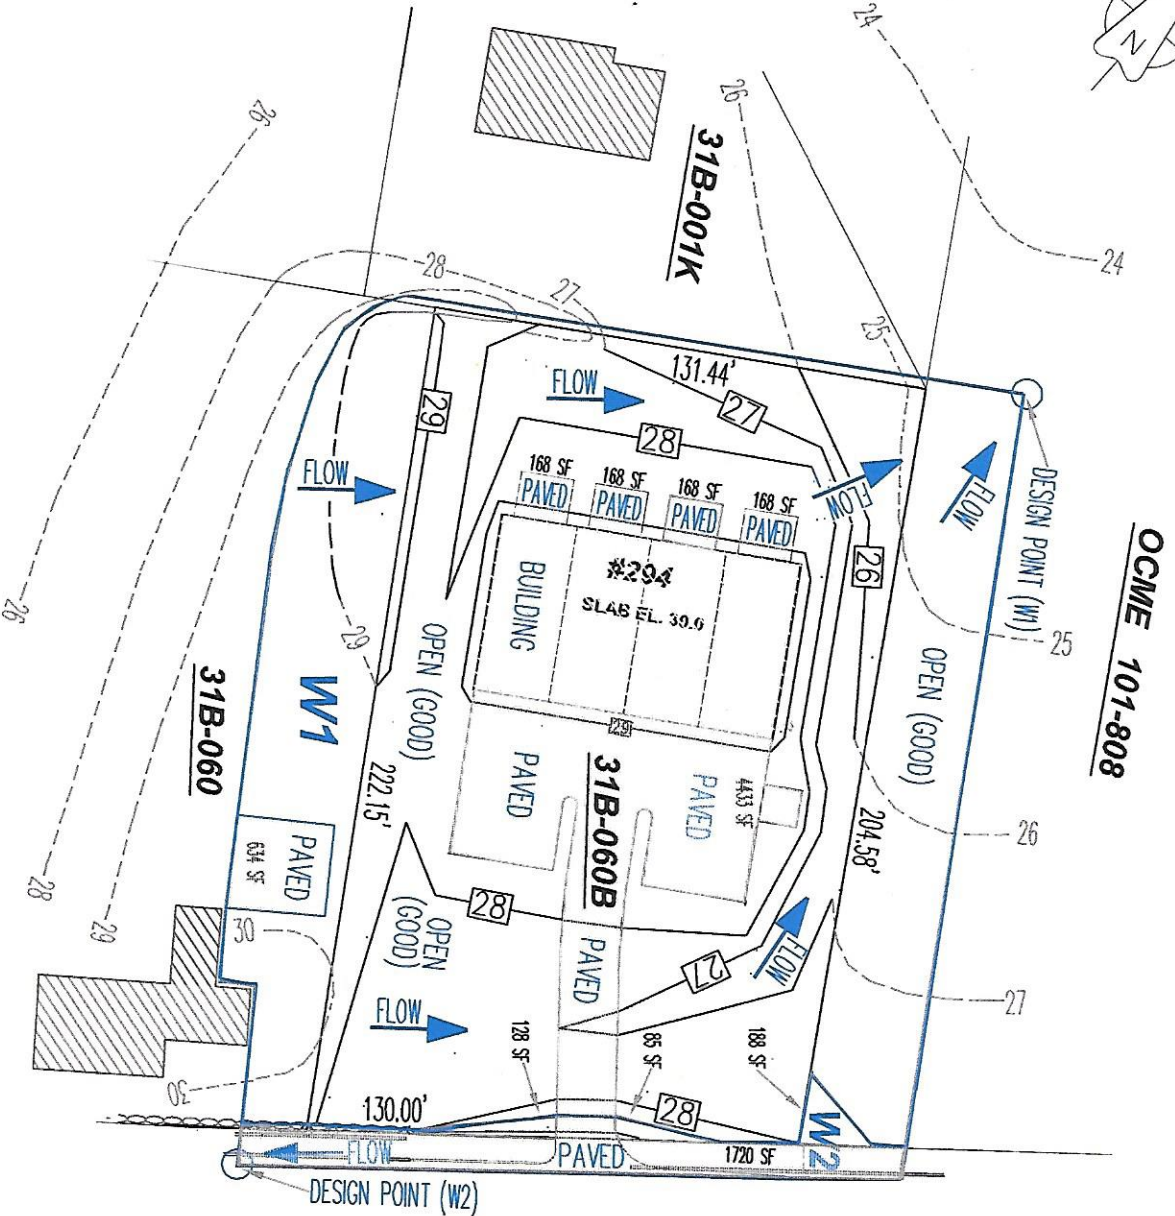 24
N
26
26
31B-001K
24
28
27
25
131.44'
FLOW
27
29
28
FLOW
168 SF
168 SF
168 SF
168 SF
PAVED
PAVED
PAVED
PAVED
FLOW
FLOW
DESIGN POINT (W1)
OCME 101-808
#294
SLAB EL. 30.0
BUILDING
26
26
29
25
OPEN (GOOD)
OPEN (GOOD)
31B-060
W1
29
222.15'
PAVED
31B-060B
PAVED
4433 SF
204.58'
26
PAVED
634 SF
28
29
30
28
OPEN
(GOOD)
PAVED
27
FLOW
27
FLOW
128 SF
85 SF
188 SF
30
130.00'
28
W2
FLOW
PAVED
1720 SF
DESIGN POINT (W2)